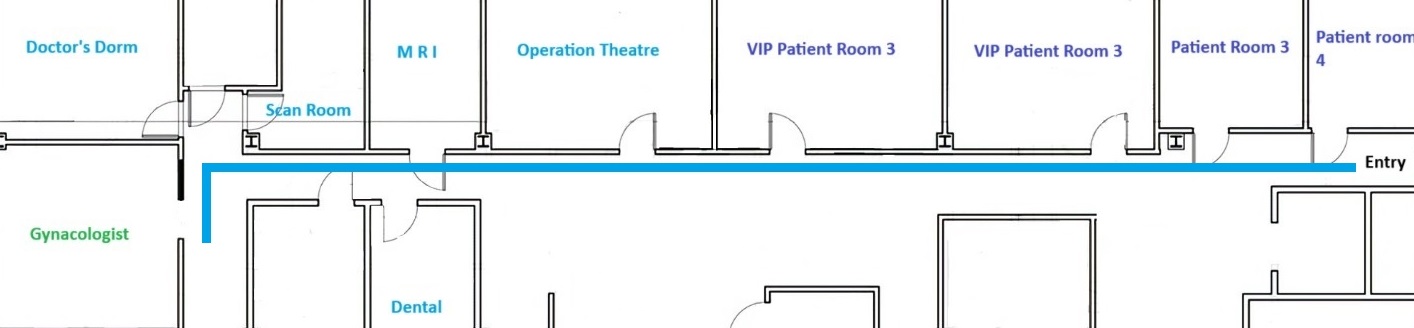 Doctor's Dorm
M R I
Operation Theatre
VIP Patient Room 3
VIP Patient Room 3
Patient Room 3
Patient room
4
Scan Room
Entry
Gynacologist
Dental